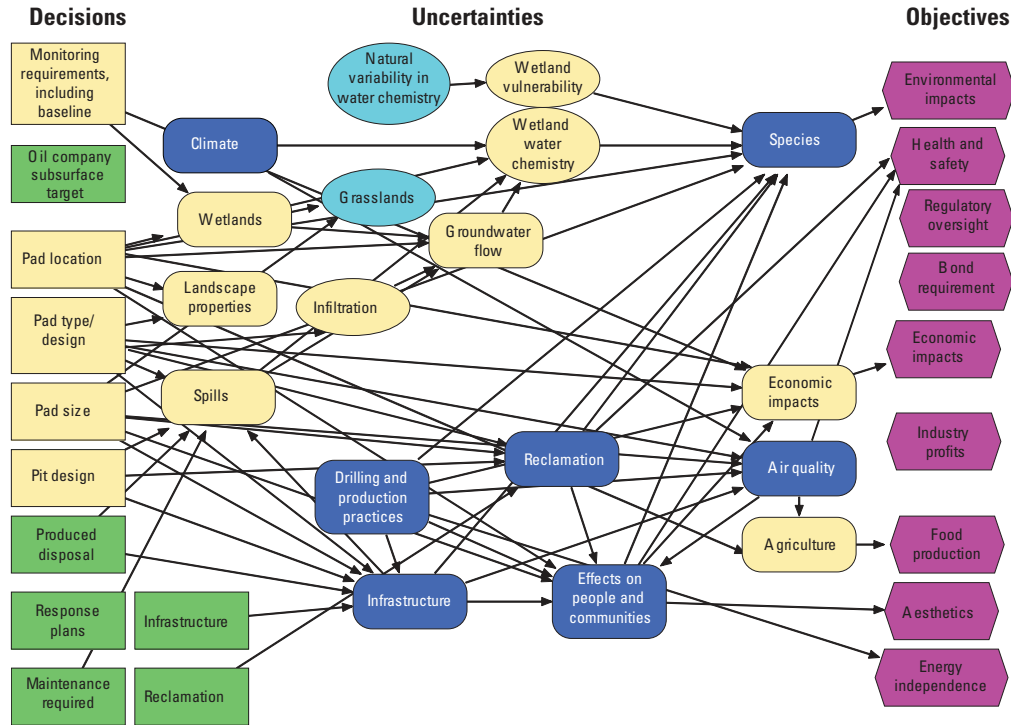 Decisions
Uncertainties
Objectives
Monitoring
requirements,
including
baseline
Oil company
subsurface
target
Pad location
Pad type/
design
Pad size
Pit design
Produced
disposal
Response
plans
Infrastructure
Maintenance
required
Reclamation
Natural
variability in
water chemistry
Wetland
vulnerability
Wetland
water
chemistry
Climate
Species
Wetlands
Grasslands
Groundwater
flow
Landscape
properties
Infiltration
Spills
Economic
impacts
Drilling and
production
practices
Reclamation
Air quality
Agriculture
Infrastructure
Effects on
people and
communities
Environmental
impacts
Health and
safety
Regulatory
oversight
Bond
requirement
Economic
impacts
Industry
profits
Food
production
Aesthetics
Energy
independence